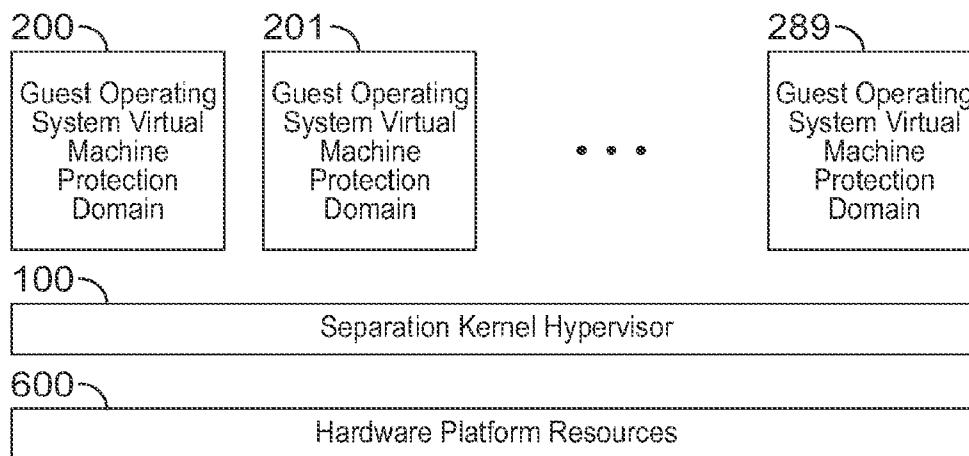 200
201
289
Guest Operating
System Virtual
Machine
Protection
Domain
Guest Operating
System Virtual
Machine
Protection
Domain
• • •
Guest Operating
System Virtual
Machine
Protection
Domain
100
Separation Kernel Hypervisor
600
Hardware Platform Resources